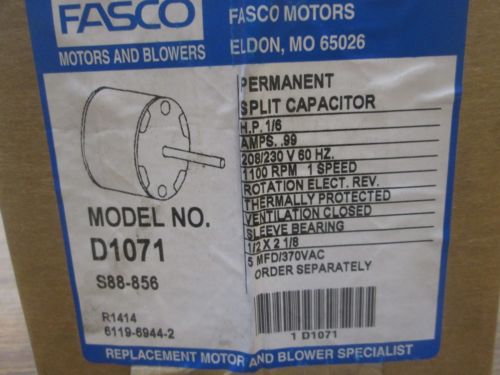 FASCO
MOTORS AND BLOWERS
FASCO MOTORS
ELDON, MO 65026
PERMANENT
SPLIT CAPACITOR
H.P. 1/6
AMPS. .99
208/230 V 60 HZ.
1100 RPM 1 SPEED
ROTATION ELECT. REV.
THERMALLY PROTECTED
VENTILATION CLOSED
SLEEVE BEARING
1/2 X 2 1/8
5 MFD/370VAC
ORDER SEPARATELY
MODEL NO.
D1071
S88-856
R1414
6119-6944-2
1 D1071
REPLACEMENT MOTOR AND BLOWER SPECIALIST